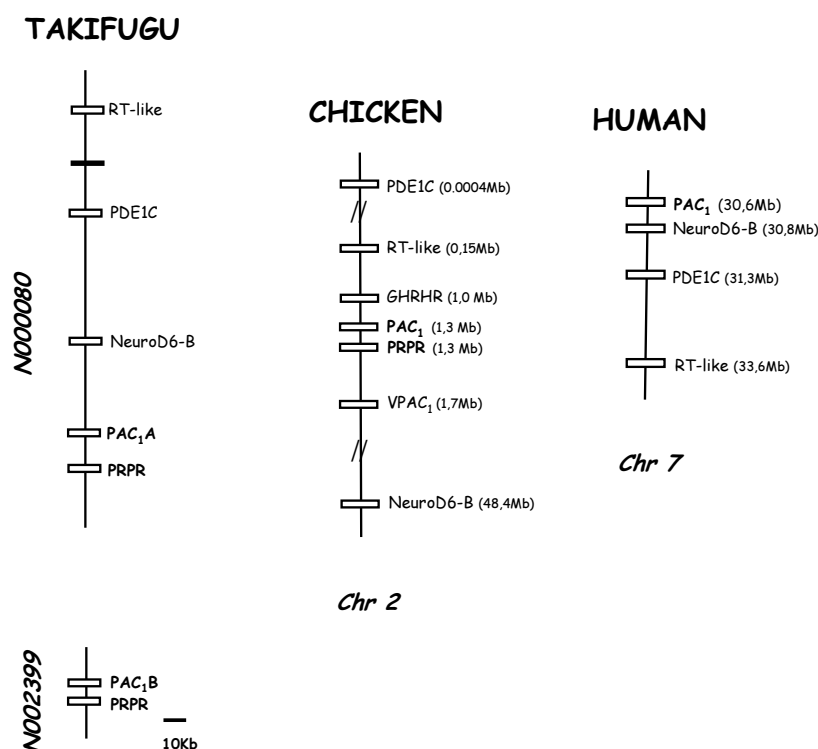 TAKIFUGU
N000080
RT-like
PDE1C
NeuroD6-B
PAC1A
PRPR
N002399
PAC1B
PRPR
10Kb
CHICKEN
PDE1C (0.0004Mb)
RT-like (0,15Mb)
GHRHR (1,0 Mb)
PAC1 (1,3 Mb)
PRPR (1,3 Mb)
VPAC1 (1,7Mb)
NeuroD6-B (48,4Mb)
Chr 2
HUMAN
PAC1 (30,6Mb)
NeuroD6-B (30,8Mb)
PDE1C (31,3Mb)
RT-like (33,6Mb)
Chr 7